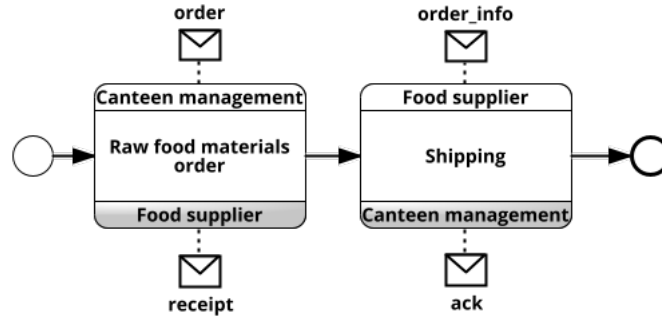 order
order_info
Canteen management
Food supplier
Raw food materials
order
Shipping
Food supplier
Canteen management
receipt
ack